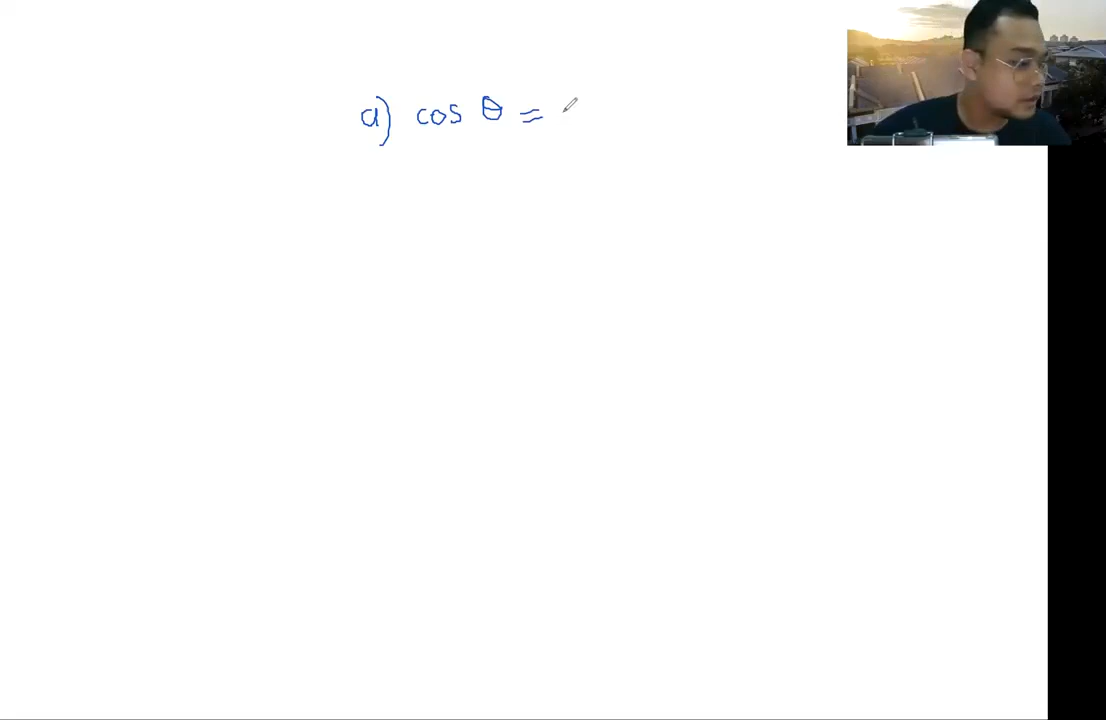 a) cos θ =